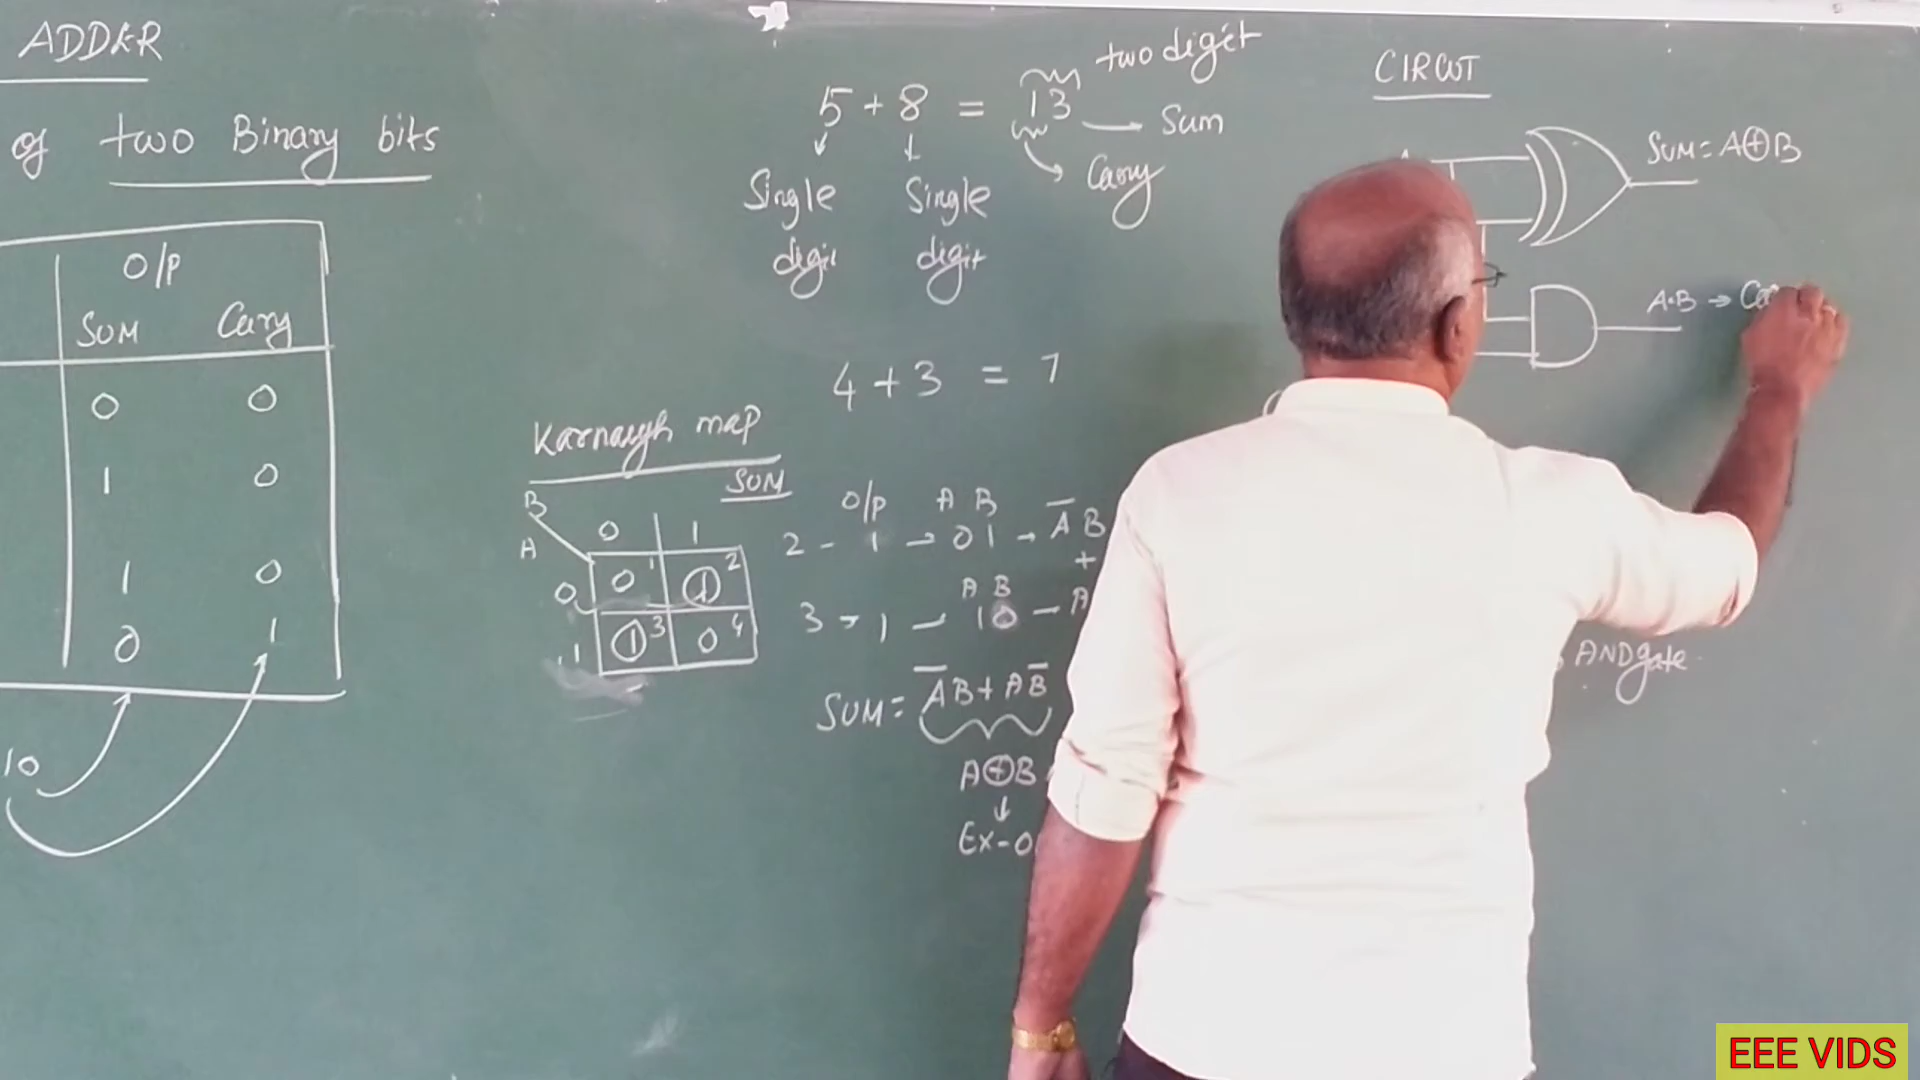 ADDER
of two Binary bits
O/P
SUM Carry
0 0
1 0
1 0
0 1
10
5 + 8 = 13
two digit
Sum
Carry
Single digit
Single digit
4 + 3 = 7
Karnaugh map
SUM
B
A
0 1
0 0 1 1 2
1 1 3 0 4
O/P A B
2 - 1 → 0 1 → A̅ B
+
A B
3 → 1 - 1 0 - A
SUM = A̅B + AB̅
A⊕B
↓
Ex-O
CIRCUT
SUM = A⊕B
A·B →
AND gate
EEE VIDS